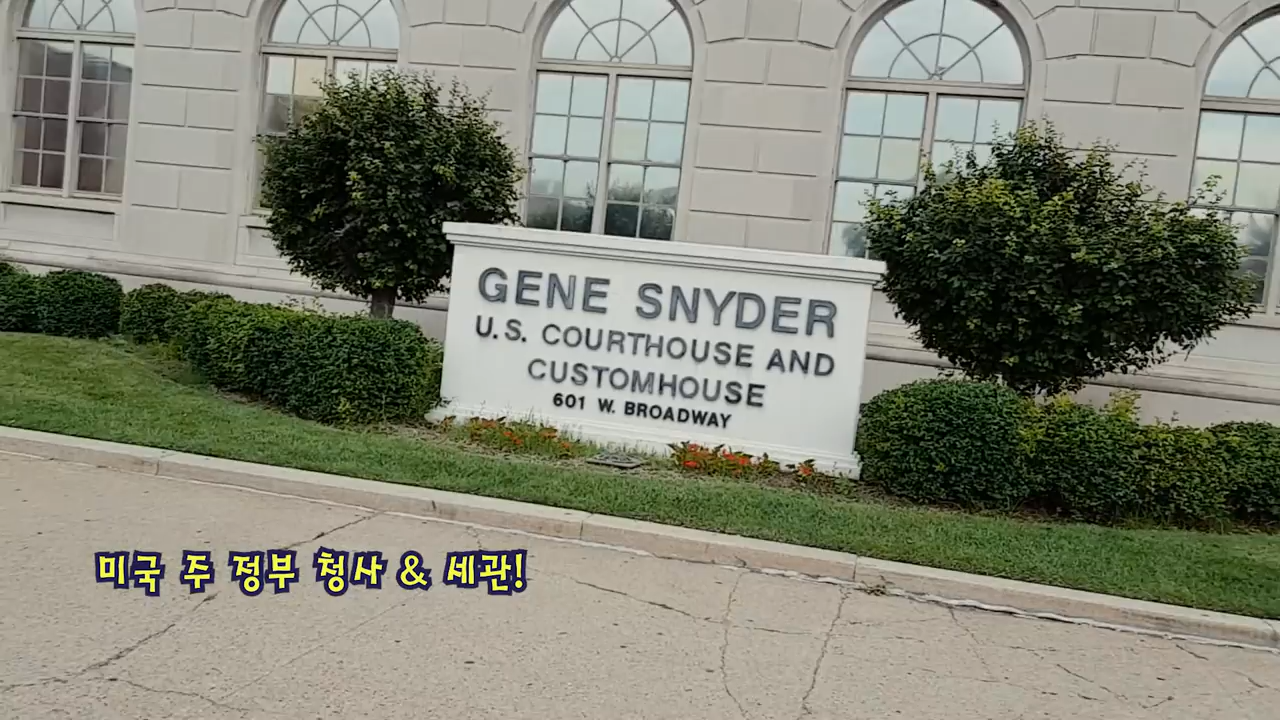 GENE SNYDER
U.S. COURTHOUSE AND
CUSTOMHOUSE
601 W. BROADWAY
미국 주 정부 청사 & 세관!